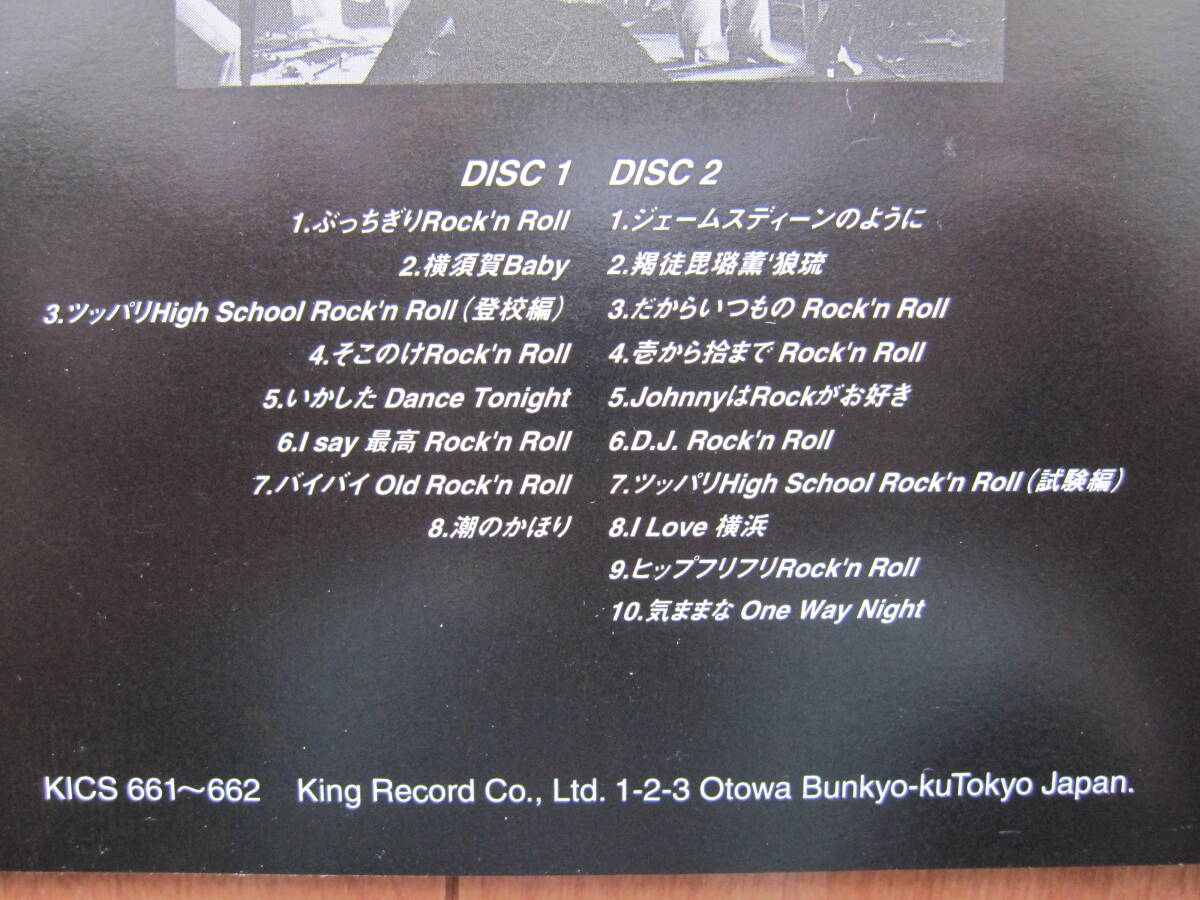 DISC 1
1.ぶっちぎりRock'n Roll
2.横須賀Baby
3.ツッパリHigh School Rock'n Roll(登校編)
4.そこのけRock'n Roll
5.いかした Dance Tonight
6.I say 最高 Rock'n Roll
7.バイバイ Old Rock'n Roll
8.潮のかほり
DISC 2
1.ジェームスディーンのように
2.羯徒毘璐薫'狼琉
3.だからいつもの Rock'n Roll
4.壱から拾まで Rock'n Roll
5.JohnnyはRockがお好き
6.D.J. Rock'n Roll
7.ツッパリHigh School Rock'n Roll(試験編)
8.I Love 横浜
9.ヒップフリフリRock'n Roll
10.気ままな One Way Night
KICS 661～662 King Record Co., Ltd. 1-2-3 Otowa Bunkyo-kuTokyo Japan.